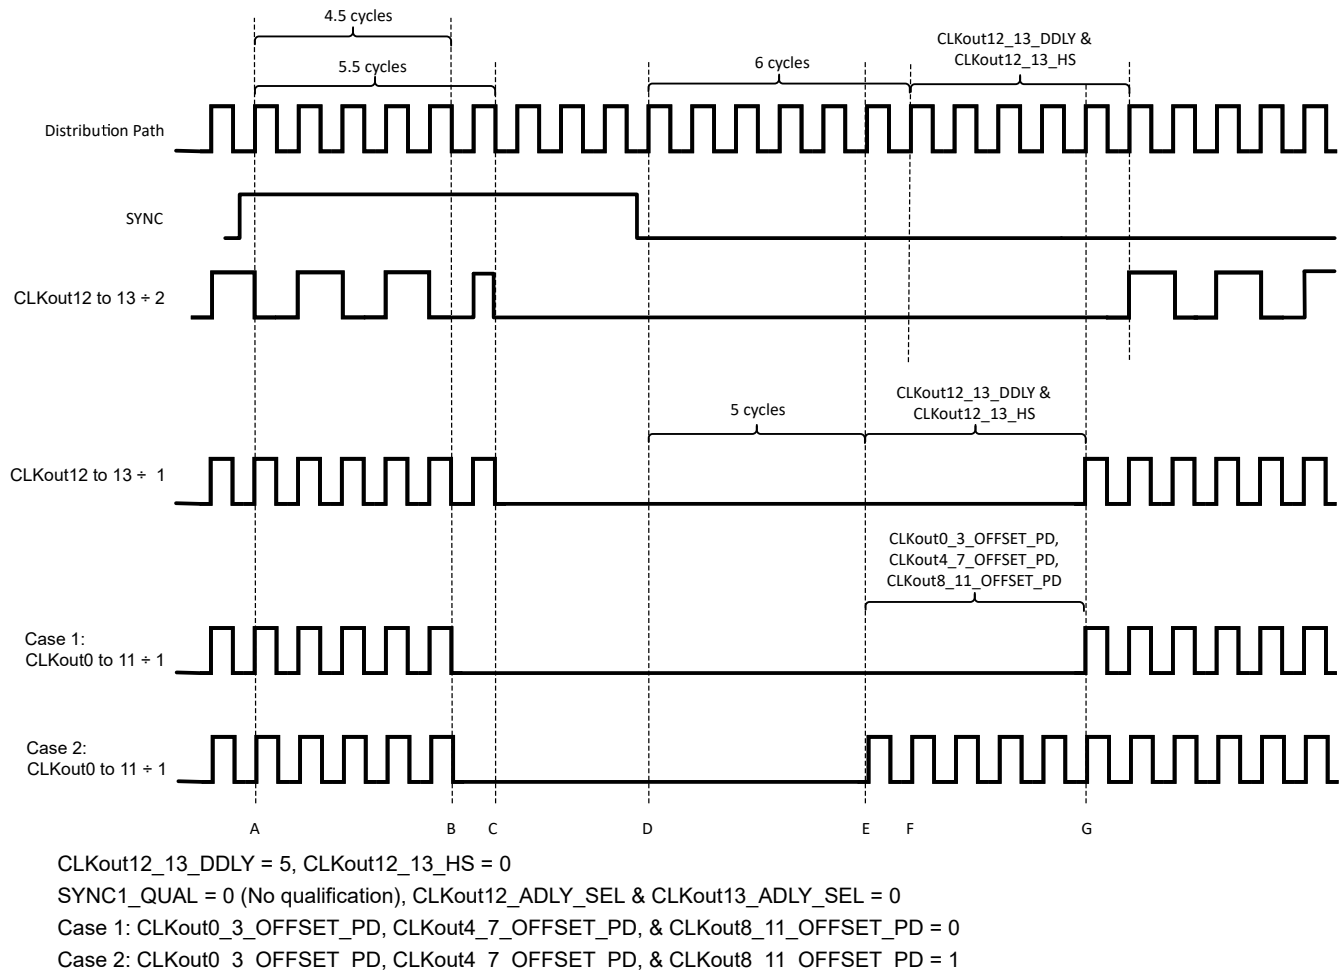 4.5 cycles
5.5 cycles
6 cycles
CLKout12_13_DDLY &
CLKout12_13_HS
Distribution Path
SYNC
CLKout12 to 13 ÷ 2
5 cycles
CLKout12_13_DDLY &
CLKout12_13_HS
CLKout12 to 13 ÷ 1
CLKout0_3_OFFSET_PD,
CLKout4_7_OFFSET_PD,
CLKout8_11_OFFSET_PD
Case 1:
CLKout0 to 11 ÷ 1
Case 2:
CLKout0 to 11 ÷ 1
A B C D E F G
CLKout12_13_DDLY = 5, CLKout12_13_HS = 0
SYNC1_QUAL = 0 (No qualification), CLKout12_ADLY_SEL & CLKout13_ADLY_SEL = 0
Case 1: CLKout0_3_OFFSET_PD, CLKout4_7_OFFSET_PD, & CLKout8_11_OFFSET_PD = 0
Case 2: CLKout0_3_OFFSET_PD, CLKout4_7_OFFSET_PD, & CLKout8_11_OFFSET_PD = 1